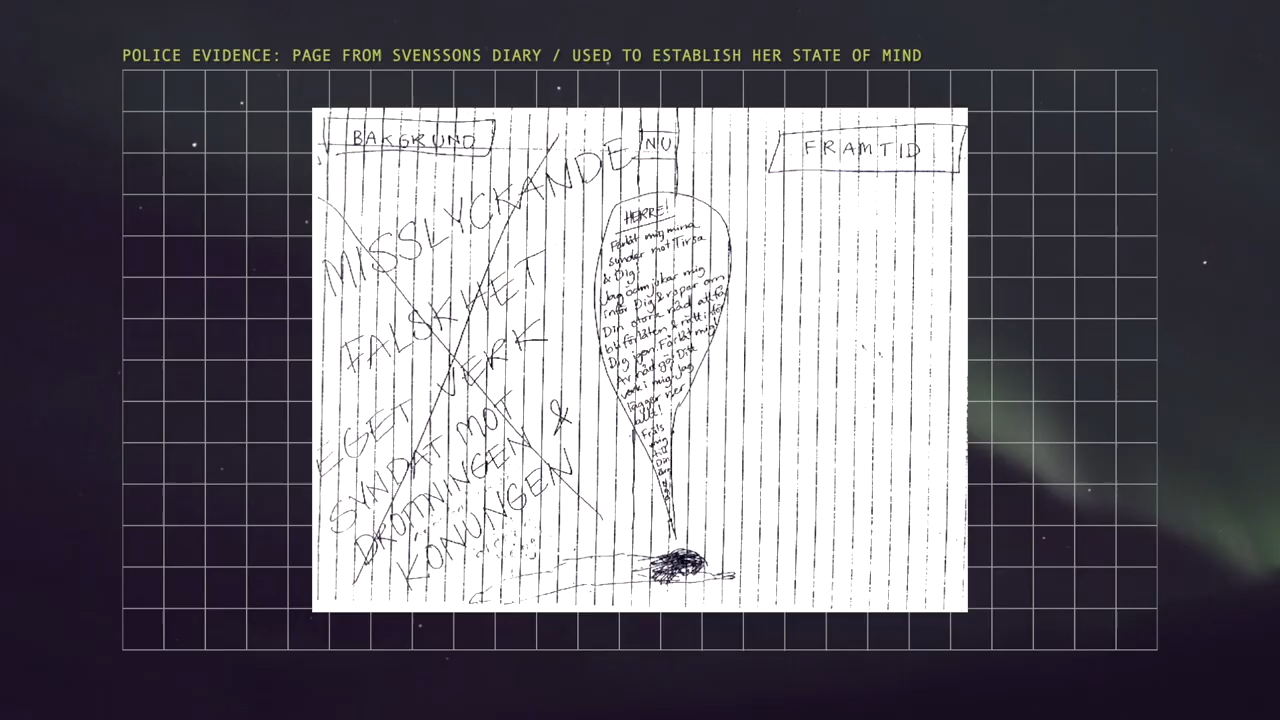 POLICE EVIDENCE: PAGE FROM SVENSSONS DIARY / USED TO ESTABLISH HER STATE OF MIND
BAKGRUND
MISSLYCKANDE
FALSKHET
EGET VERK
SYNDAT MOT
DROTTNINGEN &
KONUNGEN
NU
HERRE!
Förlåt mig mina
synder mot Tirsa
& Dig!
Jag ödmjukar mig
inför Dig & ropar om
Din stora nåd att få
bli förlåten & rätt inför
Dig igen. Förlåt mig!
Av nåd gör Ditt
verk i mig. Jag
lägger ner
allt!
Fräls
mig
till
Din
FRAMTID